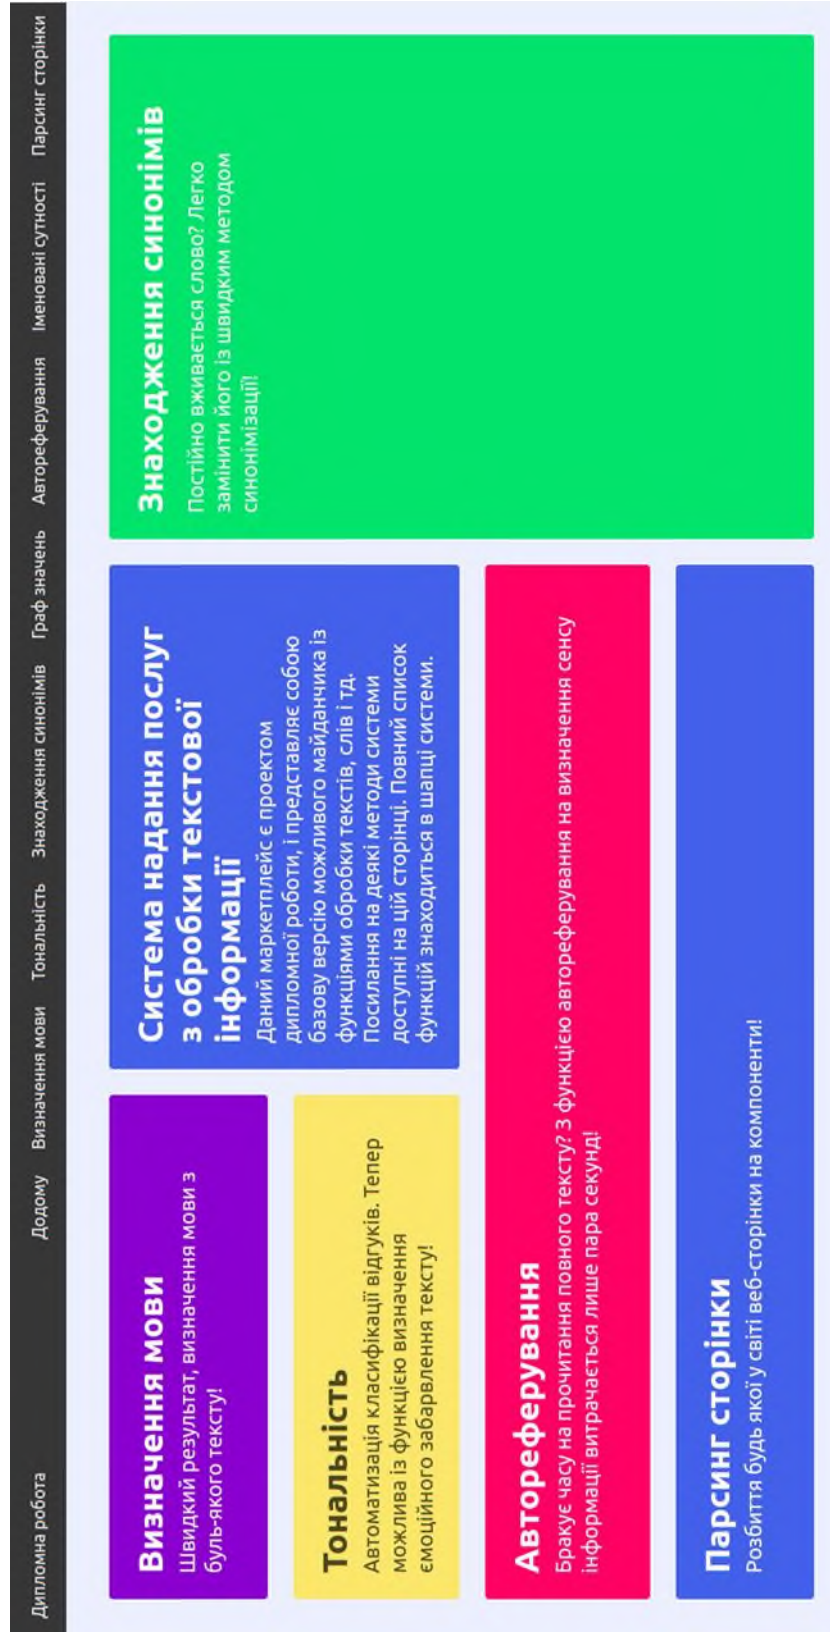 Дипломна робота
Додому
Визначення мови
Тональність
Знаходження синонімів
Граф значень
Автореферування
Іменовані сутності
Парсинг сторінки
Визначення мови
Швидкий результат, визначення мови з
буль-якого тексту!
Система надання послуг
з обробки текстової
інформації
Даний маркетплейс є проектом
дипломної роботи, і представляє собою
базову версію можливого майданчика із
функціями обробки текстів, слів і тд.
Посилання на деякі методи системи
доступні на цій сторінці. Повний список
функцій знаходиться в шапці системи.
Знаходження синонімів
Постійно вживається слово? Легко
замінити його із швидким методом
синонімізації!
Тональність
Автоматизація класифікації відгуків. Тепер
можлива із функцією визначення
ємоційного забарвлення тексту!
Автореферування
Бракує часу на прочитання повного тексту? З функцією автореферування на визначення сенсу
інформації витрачається лише пара секунд!
Парсинг сторінки
Розбиття будь якої у світі веб-сторінки на компоненти!